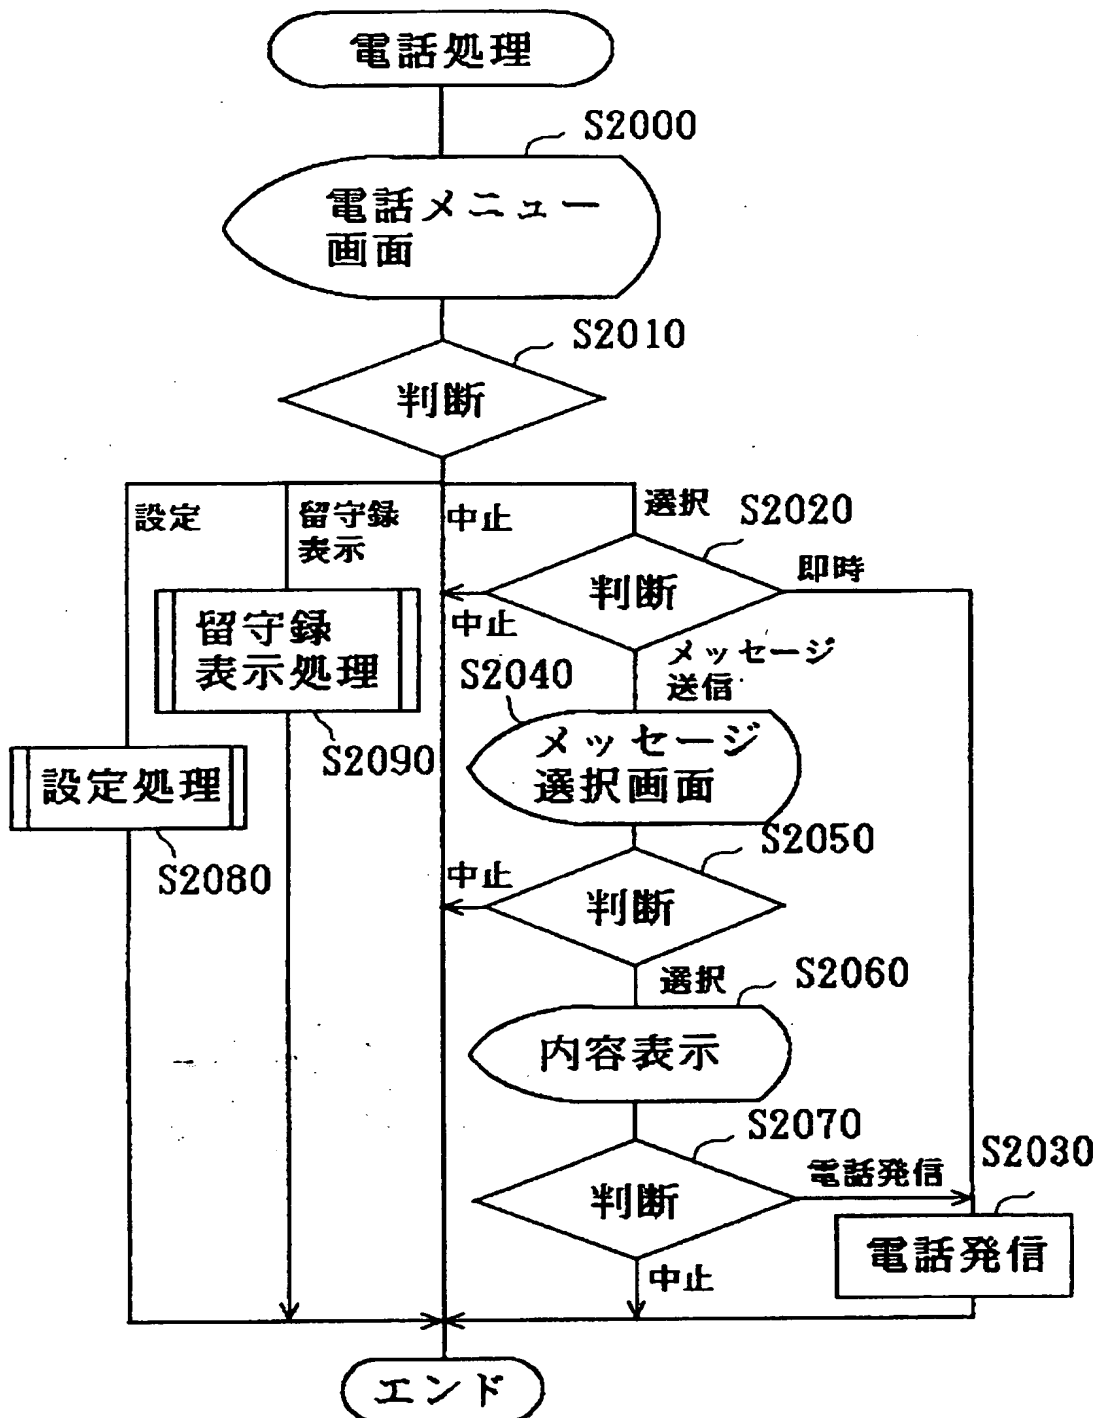 電話処理
S2000
電話メニュー
画面
S2010
判断
設定
留守録
表示
中止
選択
S2020
判断
即時
中止
留守録
表示処理
S2090
メッセージ
送信
S2040
メッセージ
選択画面
設定処理
S2080
S2050
中止
判断
選択
S2060
内容表示
S2070
判断
電話発信
S2030
電話発信
中止
エンド